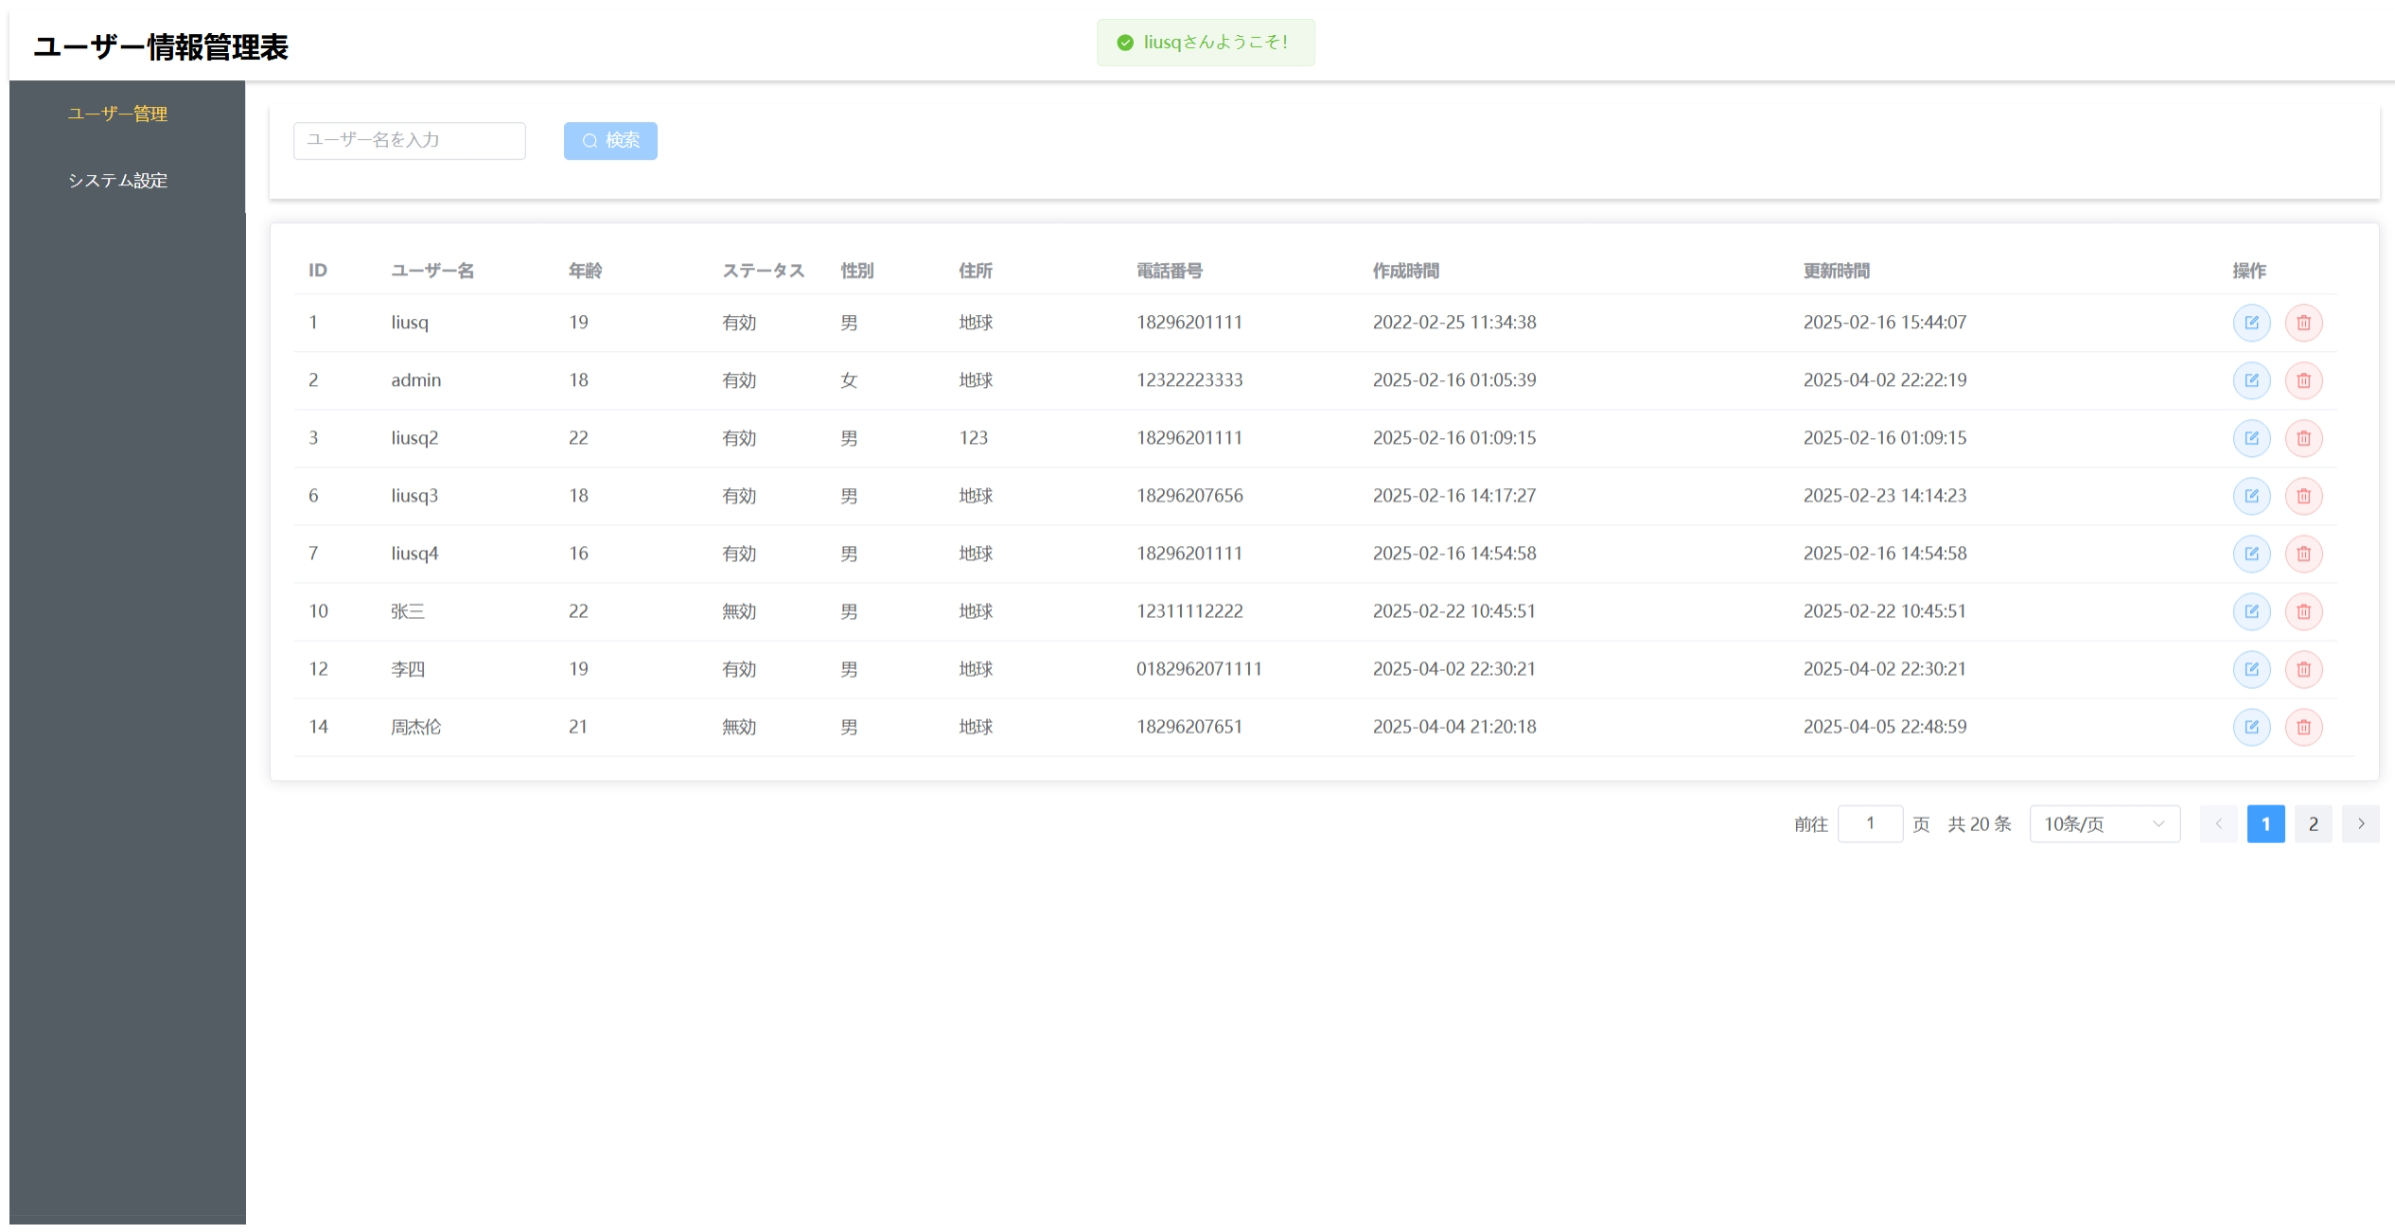 ユーザー情報管理表
liusqさんようこそ!
ユーザー管理
システム設定
ユーザー名を入力
検索
ID ユーザー名 年齢 ステータス 性別 住所 電話番号 作成時間 更新時間 操作
1 liusq 19 有効 男 地球 18296201111 2022-02-25 11:34:38 2025-02-16 15:44:07
2 admin 18 有効 女 地球 12322223333 2025-02-16 01:05:39 2025-04-02 22:22:19
3 liusq2 22 有効 男 123 18296201111 2025-02-16 01:09:15 2025-02-16 01:09:15
6 liusq3 18 有効 男 地球 18296207656 2025-02-16 14:17:27 2025-02-23 14:14:23
7 liusq4 16 有効 男 地球 18296201111 2025-02-16 14:54:58 2025-02-16 14:54:58
10 张三 22 無効 男 地球 12311112222 2025-02-22 10:45:51 2025-02-22 10:45:51
12 李四 19 有効 男 地球 0182962071111 2025-04-02 22:30:21 2025-04-02 22:30:21
14 周杰伦 21 無効 男 地球 18296207651 2025-04-04 21:20:18 2025-04-05 22:48:59
前往 1 页 共 20 条 10条/页 1 2